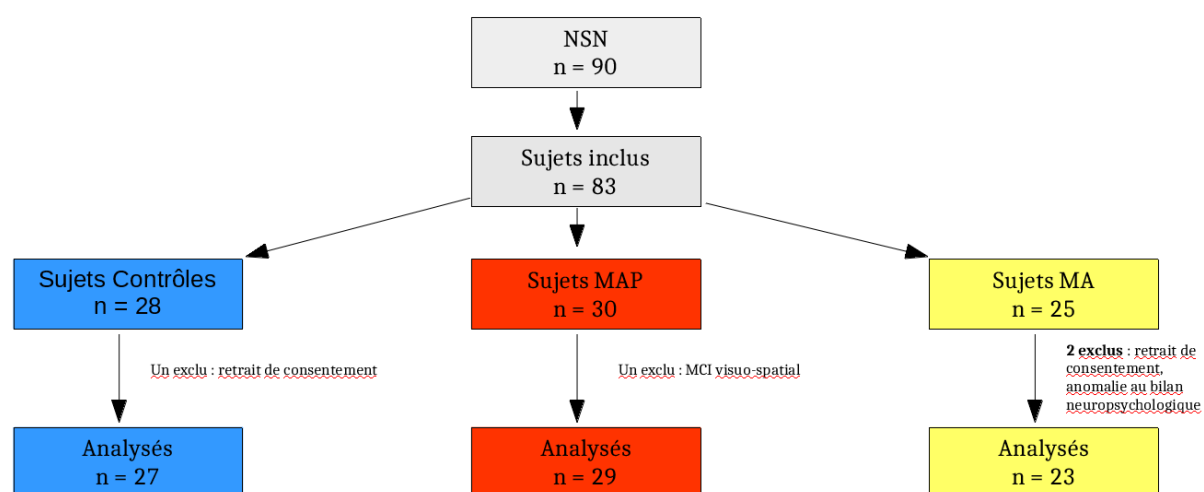 NSN
n = 90
Sujets inclus
n = 83
Sujets Contrôles
n = 28
Sujets MAP
n = 30
Sujets MA
n = 25
Un exclu : retrait de consentement
Un exclu : MCI visuo-spatial
2 exclus : retrait de
consentement,
anomalie au bilan
neuropsychologique
Analysés
n = 27
Analysés
n = 29
Analysés
n = 23